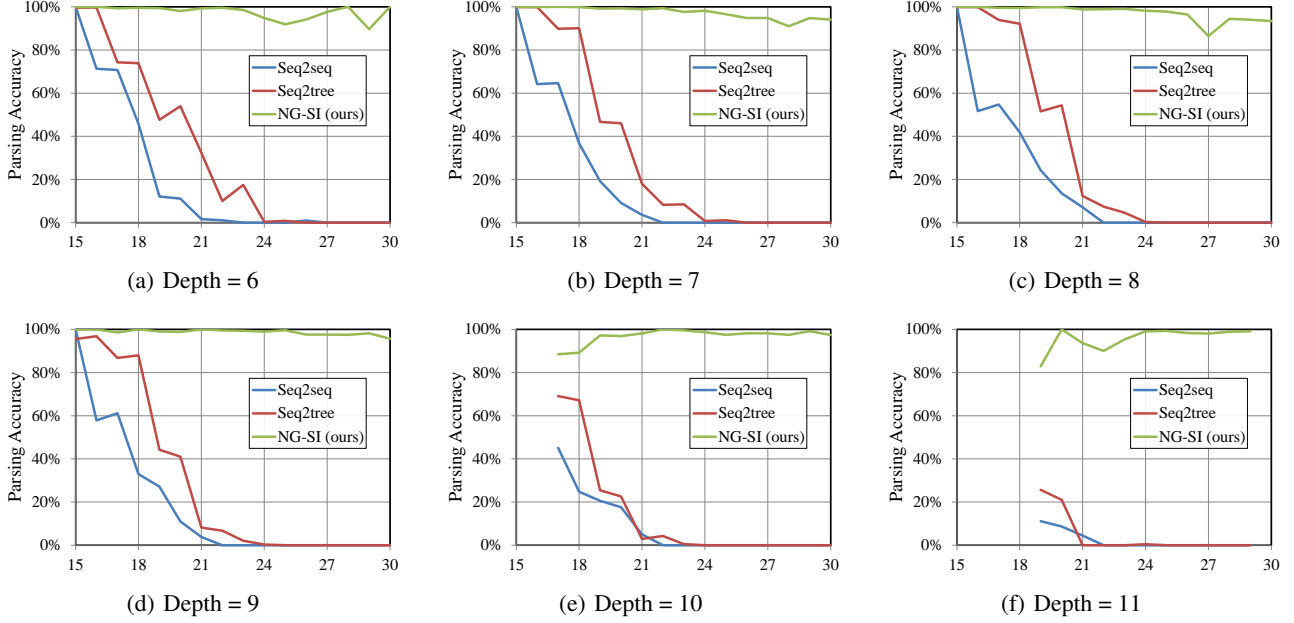 Parsing Accuracy
100%
80%
60%
40%
20%
0%
15 18 21 24 27 30
Seq2seq
Seq2tree
NG-SI (ours)
(a) Depth = 6
Parsing Accuracy
100%
80%
60%
40%
20%
0%
15 18 21 24 27 30
Seq2seq
Seq2tree
NG-SI (ours)
(b) Depth = 7
Parsing Accuracy
100%
80%
60%
40%
20%
0%
15 18 21 24 27 30
Seq2seq
Seq2tree
NG-SI (ours)
(c) Depth = 8
Parsing Accuracy
100%
80%
60%
40%
20%
0%
15 18 21 24 27 30
Seq2seq
Seq2tree
NG-SI (ours)
(d) Depth = 9
Parsing Accuracy
100%
80%
60%
40%
20%
0%
15 18 21 24 27 30
Seq2seq
Seq2tree
NG-SI (ours)
(e) Depth = 10
Parsing Accuracy
100%
80%
60%
40%
20%
0%
15 18 21 24 27 30
Seq2seq
Seq2tree
NG-SI (ours)
(f) Depth = 11